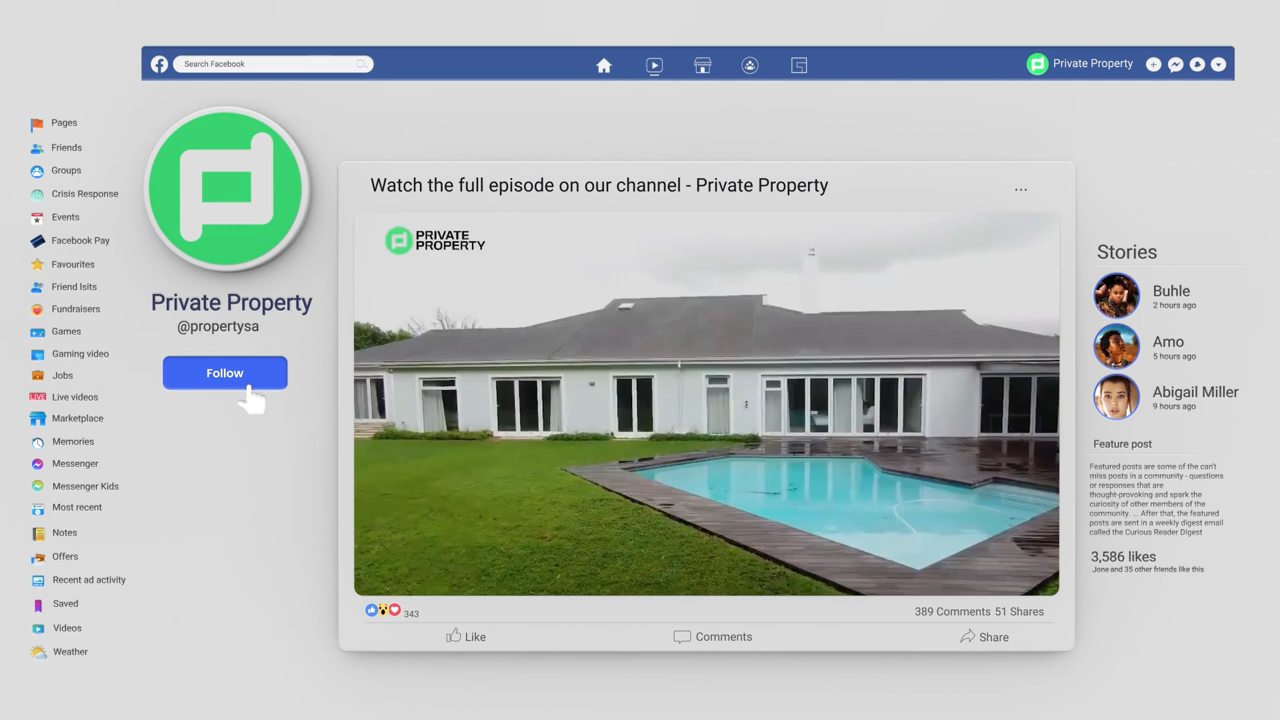 Search Facebook
Private Property
Pages
Friends
Groups
Crisis Response
Events
Facebook Pay
Favourites
Friend lsits
Fundraisers
Games
Gaming video
Jobs
LIVE
Live videos
Marketplace
Memories
Messenger
Messenger Kids
Most recent
Notes
Offers
Recent ad activity
Saved
Videos
Weather
Private Property
@propertysa
Follow
Watch the full episode on our channel - Private Property
...
PRIVATE
PROPERTY
343
389 Comments 51 Shares
Like
Comments
Share
Stories
Buhle
2 hours ago
Amo
5 hours ago
Abigail Miller
9 hours ago
Feature post
Featured posts are some of the can't
miss posts in a community - questions
or responses that are
thought-provoking and spark the
curiosity of other members of the
community. ... After that, the featured
posts are sent in a weekly digest email
called the Curious Reader Digest
3,586 likes
Jone and 35 other friends like this